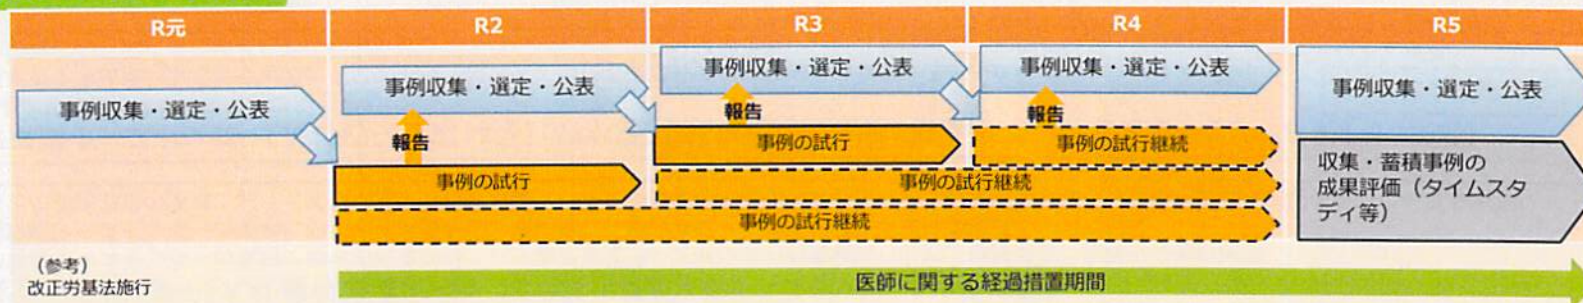 R元
R2
R3
R4
R5
事例収集・選定・公表
事例収集・選定・公表
事例収集・選定・公表
事例収集・選定・公表
事例収集・選定・公表
報告
報告
報告
事例の試行
事例の試行
事例の試行継続
事例の試行継続
事例の試行継続
収集・蓄積事例の
成果評価（タイムスタ
ディ等）
（参考）
改正労基法施行
医師に関する経過措置期間